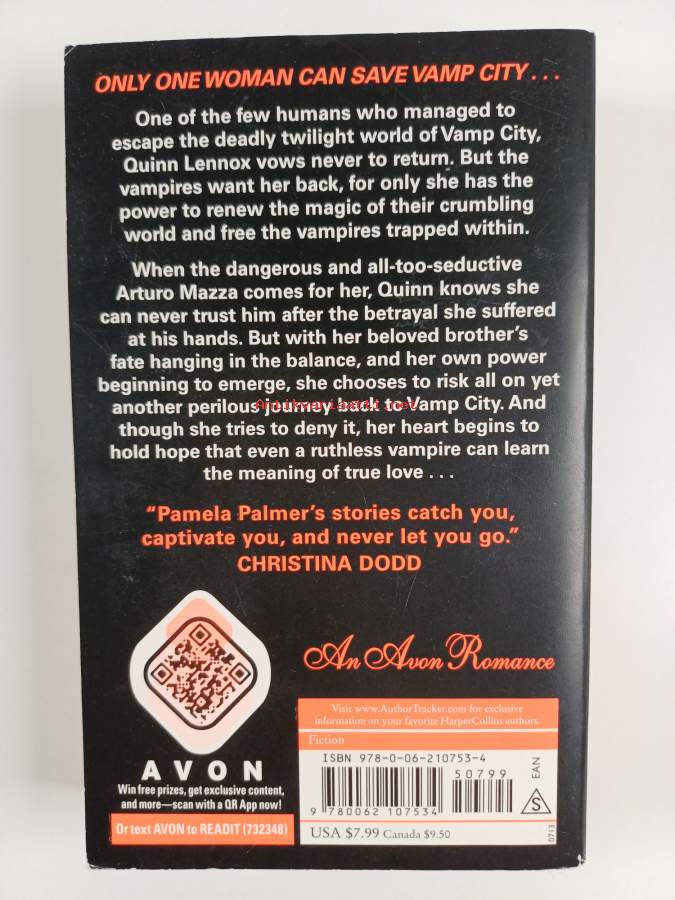 ONLY ONE WOMAN CAN SAVE VAMP CITY . . .
One of the few humans who managed to
escape the deadly twilight world of Vamp City,
Quinn Lennox vows never to return. But the
vampires want her back, for only she has the
power to renew the magic of their crumbling
world and free the vampires trapped within.
When the dangerous and all-too-seductive
Arturo Mazza comes for her, Quinn knows she
can never trust him after the betrayal she suffered
at his hands. But with her beloved brother's
fate hanging in the balance, and her own power
beginning to emerge, she chooses to risk all on yet
another perilous journey back to Vamp City. And
Antikvariaatti.net
though she tries to deny it, her heart begins to
hold hope that even a ruthless vampire can learn
the meaning of true love . . .
"Pamela Palmer's stories catch you,
captivate you, and never let you go."
CHRISTINA DODD
An Avon Romance
AVON
Win free prizes, get exclusive content,
and more—scan with a QR App now!
Or text AVON to READIT (732348)
Visit www.AuthorTracker.com for exclusive
information on your favorite HarperCollins authors.
Fiction
ISBN 978-0-06-210753-4
50799
9 780062 107534
EAN
S
USA $7.99 Canada $9.50
0713